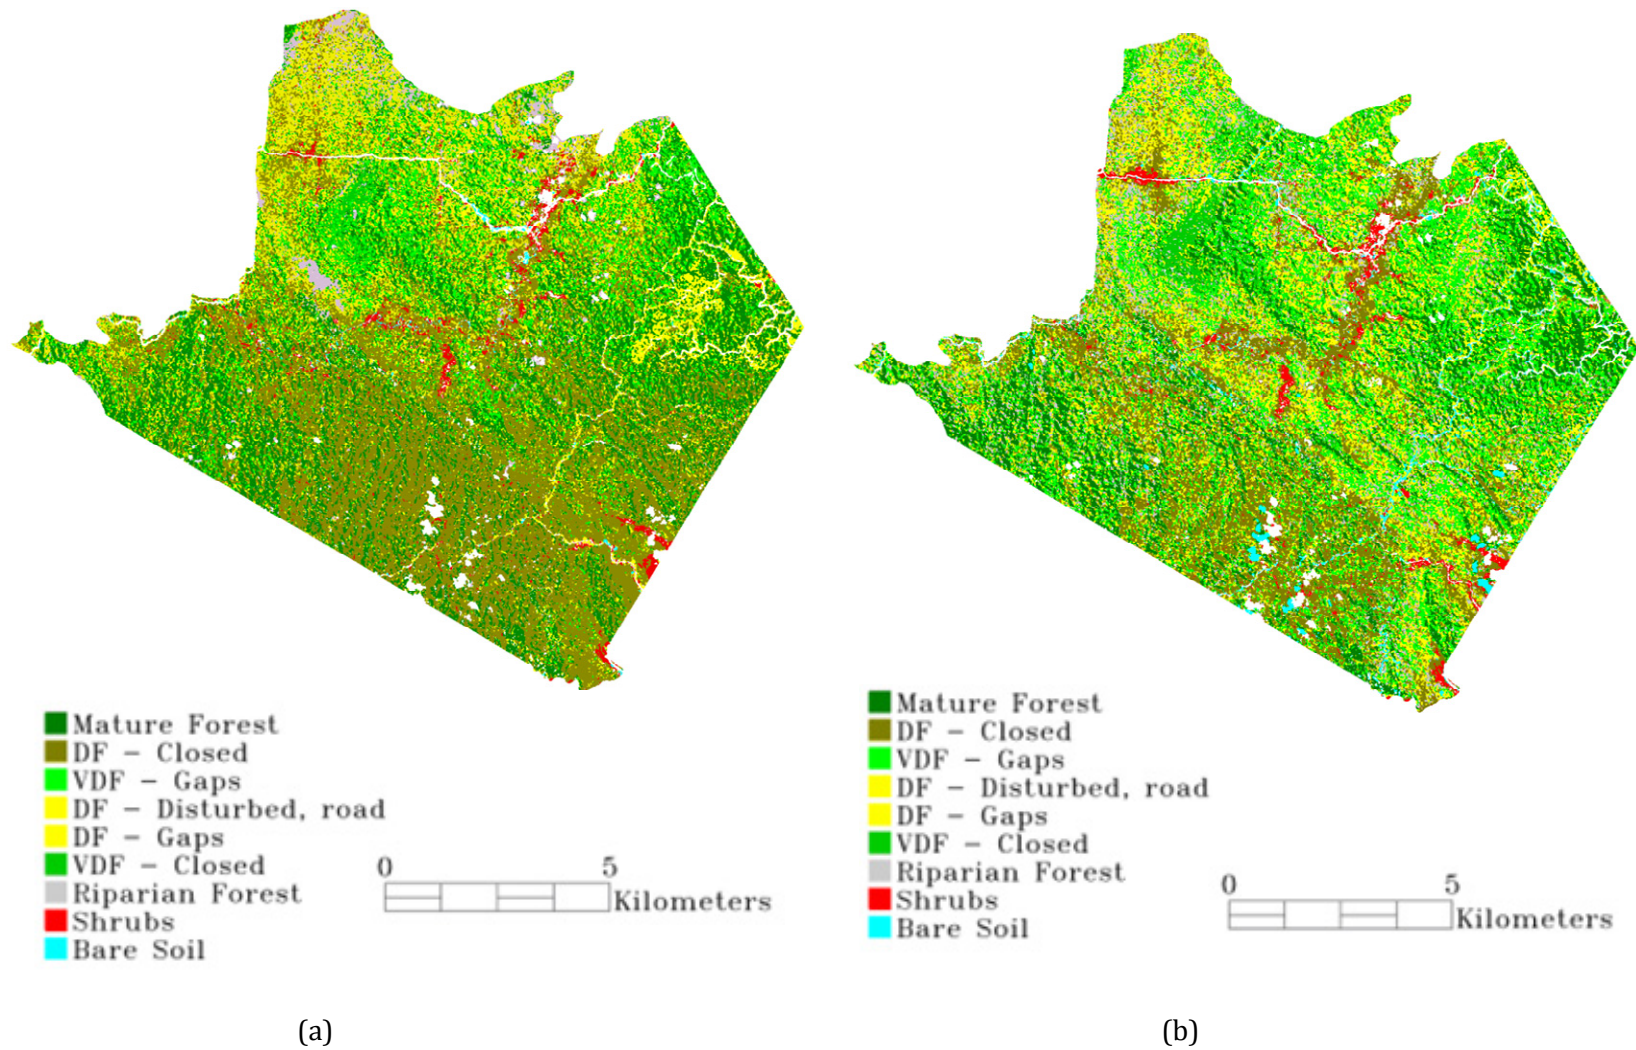 Mature Forest
DF - Closed
VDF - Gaps
DF - Disturbed, road
DF - Gaps
VDF - Closed
Riparian Forest
Shrubs
Bare Soil
0 5
Kilometers
(a)
Mature Forest
DF - Closed
VDF - Gaps
DF - Disturbed, road
DF - Gaps
VDF - Closed
Riparian Forest
Shrubs
Bare Soil
0 5
Kilometers
(b)